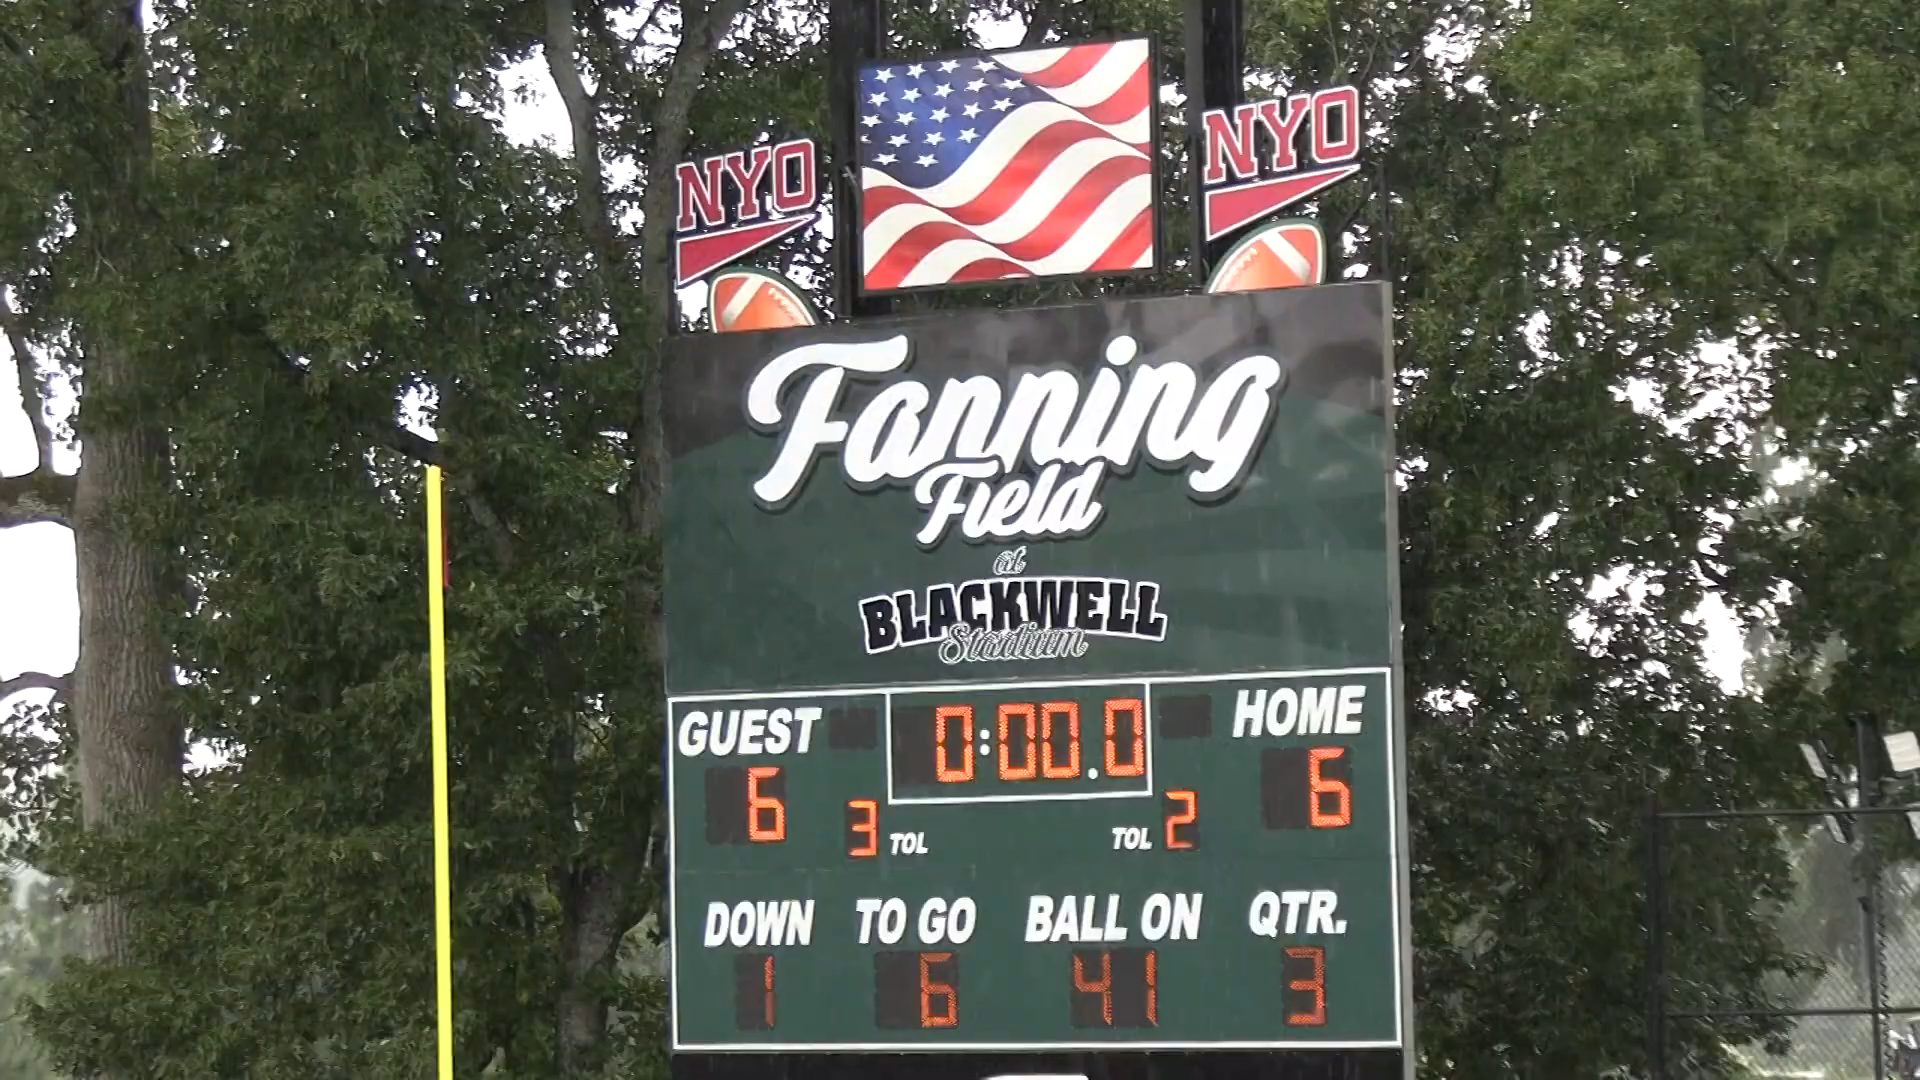 NYO
NYO
Fanning
Field
at
BLACKWELL
Stadium
GUEST 0:00.0 HOME
6 3 TOL TOL 2 6
DOWN TO GO BALL ON QTR.
1 6 41 3